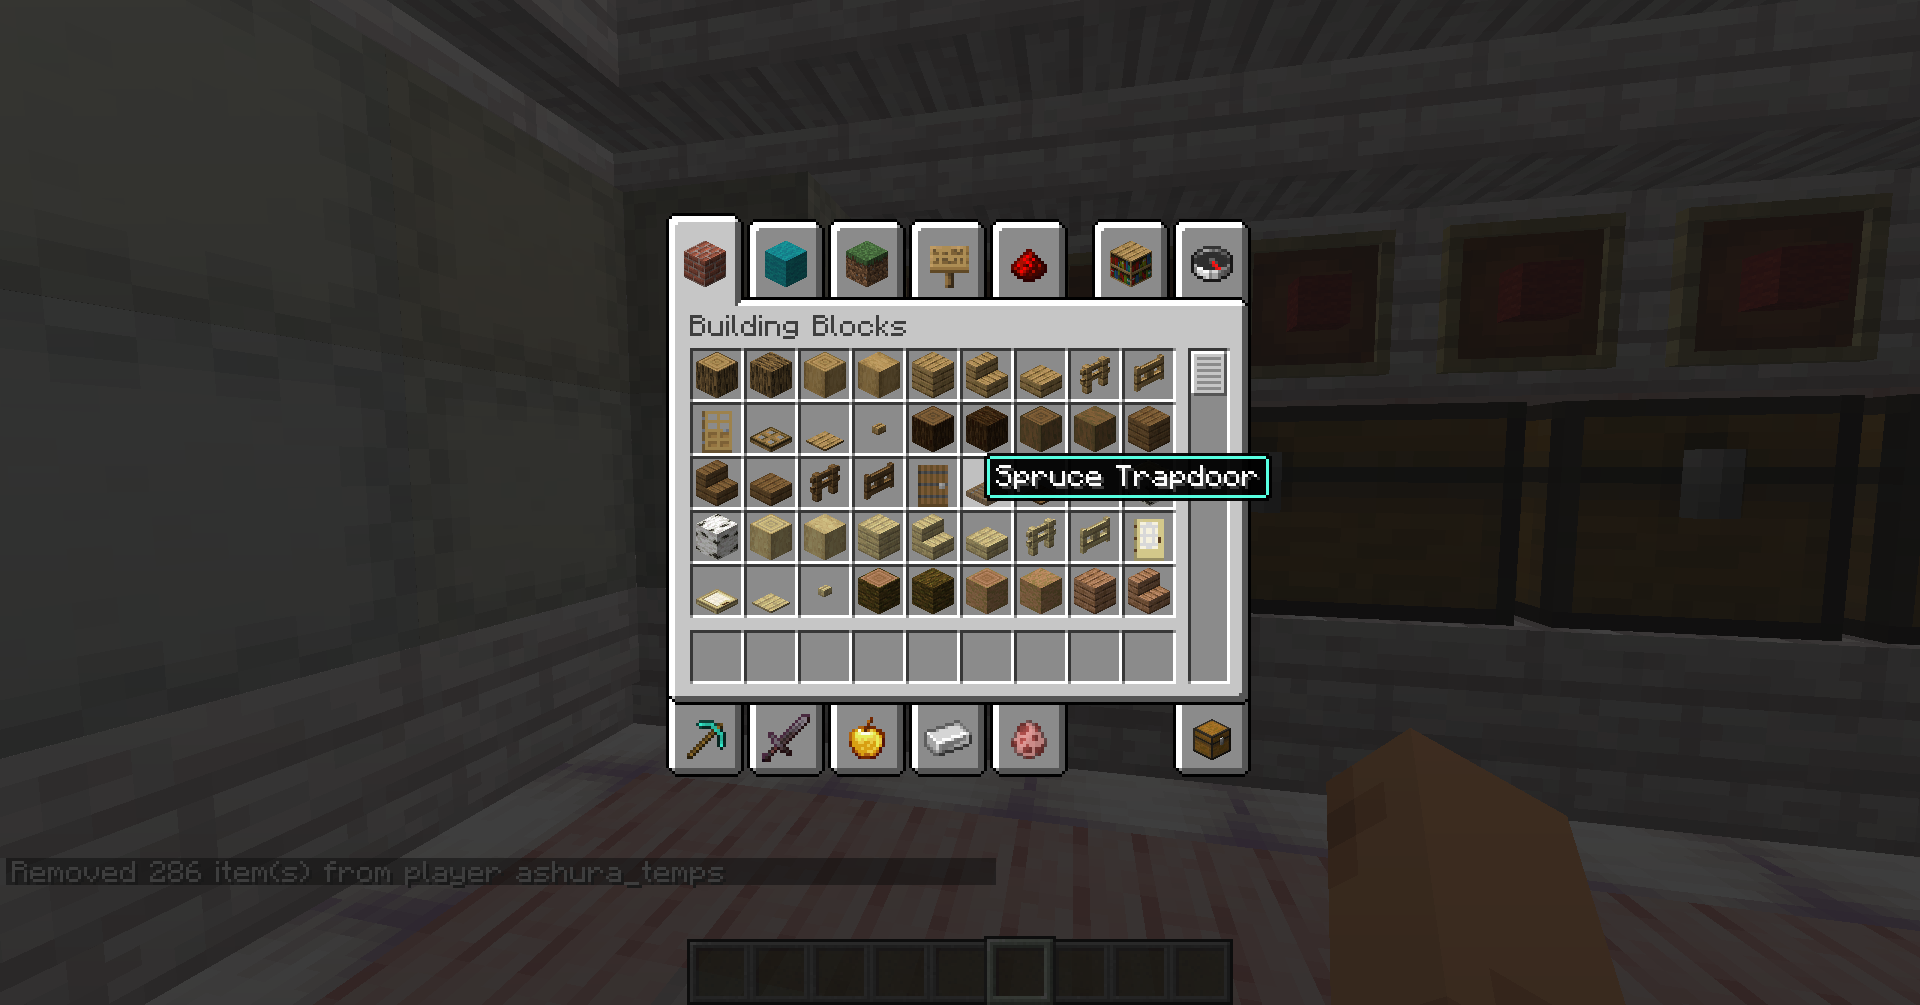 Building Blocks
Spruce Trapdoor
Removed 286 item(s) from player ashura_temps